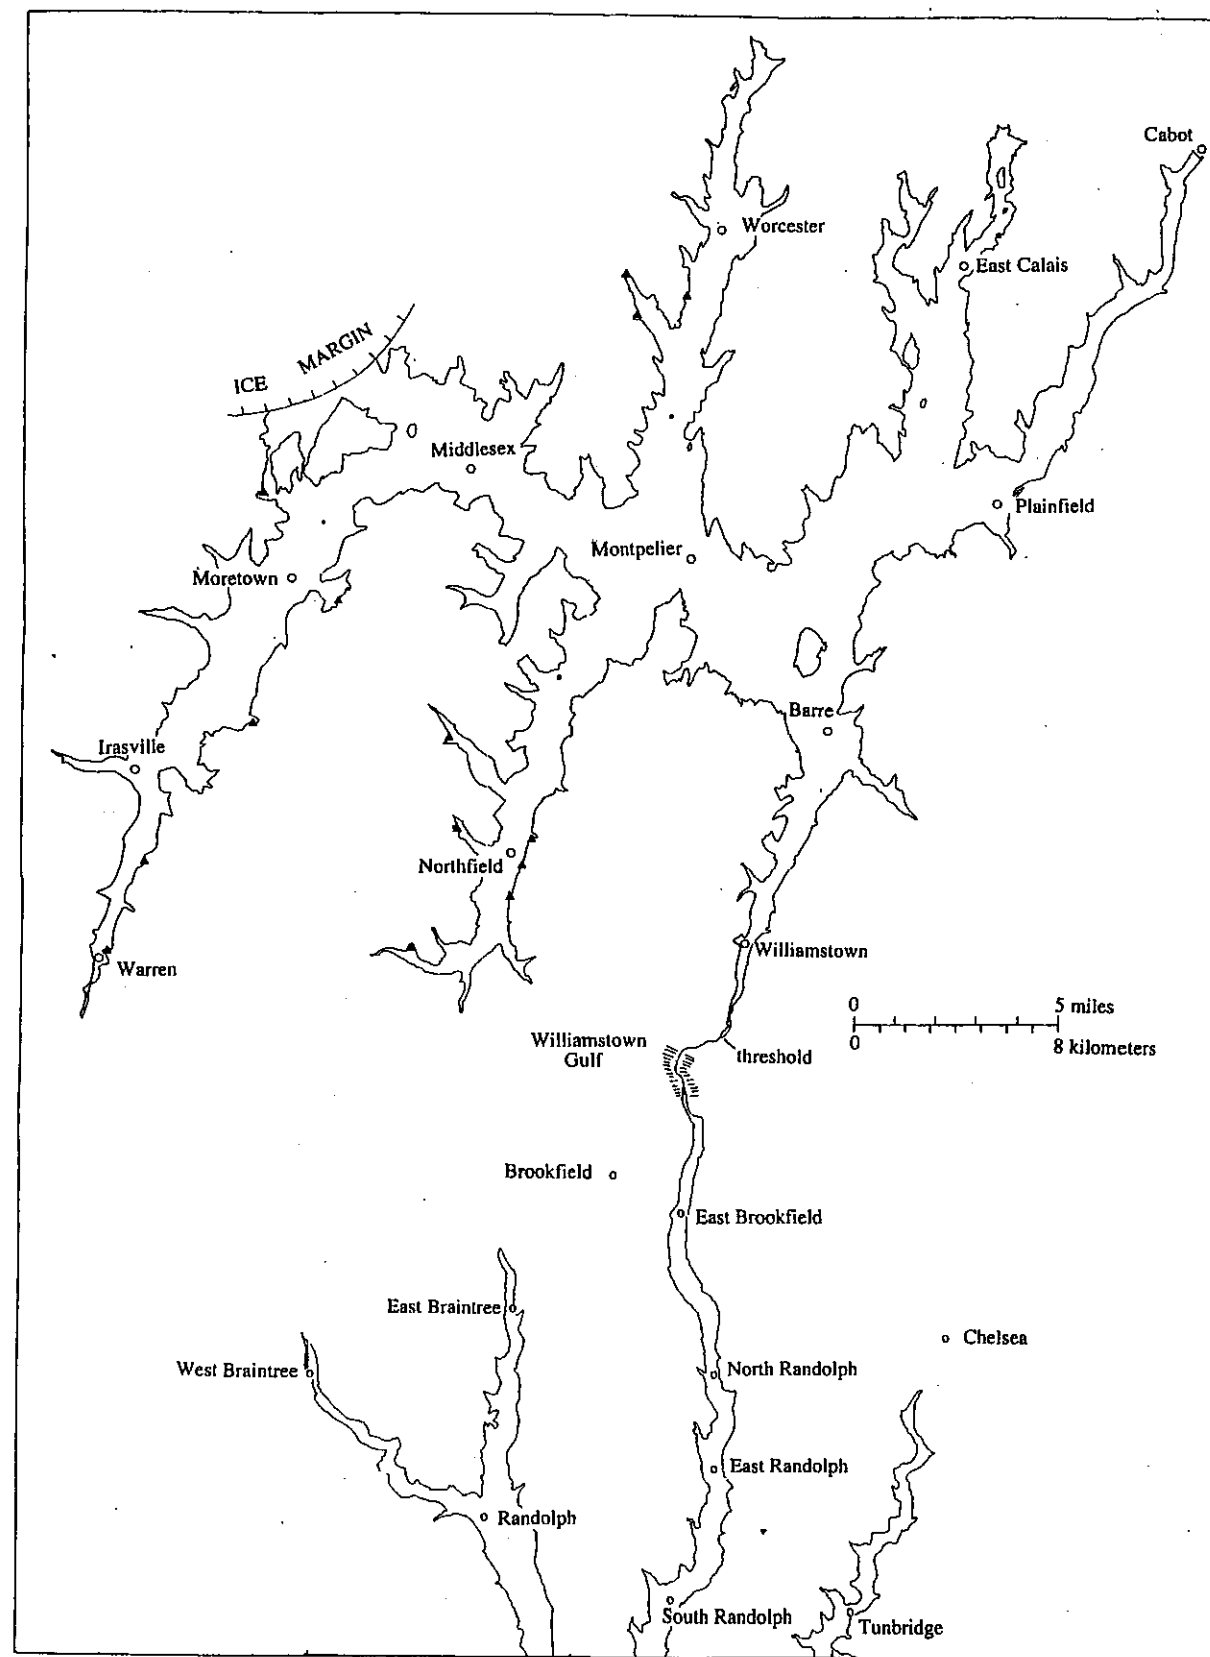 Cabot
Worcester
East Calais
ICE MARGIN
Middlesex
Plainfield
Montpelier
Moretown
Barre
Irasville
Northfield
Williamstown
Warren
0 5 miles
0 8 kilometers
Williamstown
Gulf
threshold
Brookfield
East Brookfield
East Braintree
Chelsea
West Braintree
North Randolph
East Randolph
Randolph
South Randolph
Tunbridge